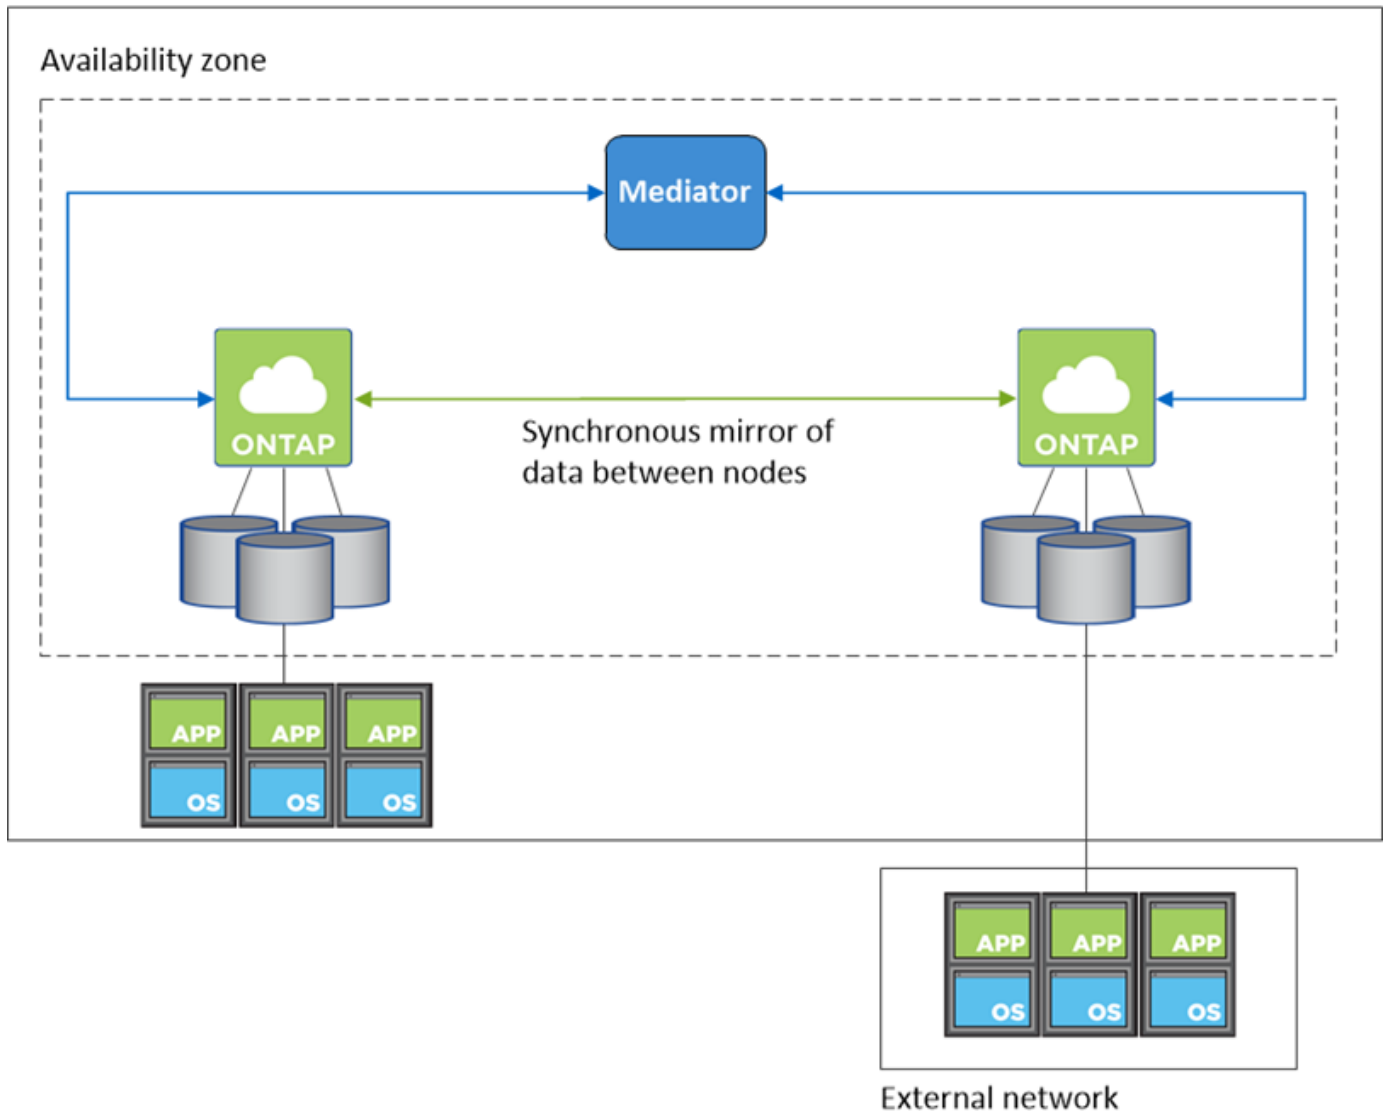 Availability zone
Mediator
ONTAP
ONTAP
Synchronous mirror of
data between nodes
APP APP APP
OS OS OS
APP APP APP
OS OS OS
External network